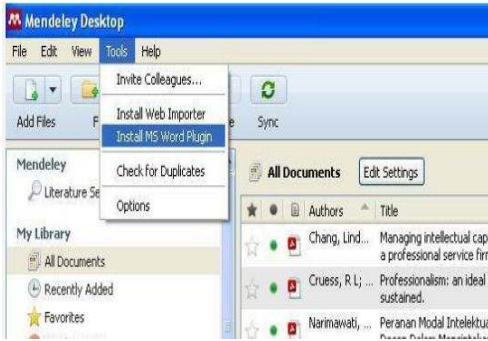 Mendeley Desktop
File Edit View Tools Help
Invite Colleagues...
Install Web Importer
Install MS Word Plugin
Check for Duplicates
Options
Add Files
Sync
Mendeley
Literature Se
My Library
All Documents
Recently Added
Favorites
All Documents Edit Settings
Authors Title
Chang, Lind... Managing intellectual cap
a professional service firm
Cruess, R L; ... Professionalism: an ideal
sustained.
Narimawati, ... Peranan Modal Intelektua